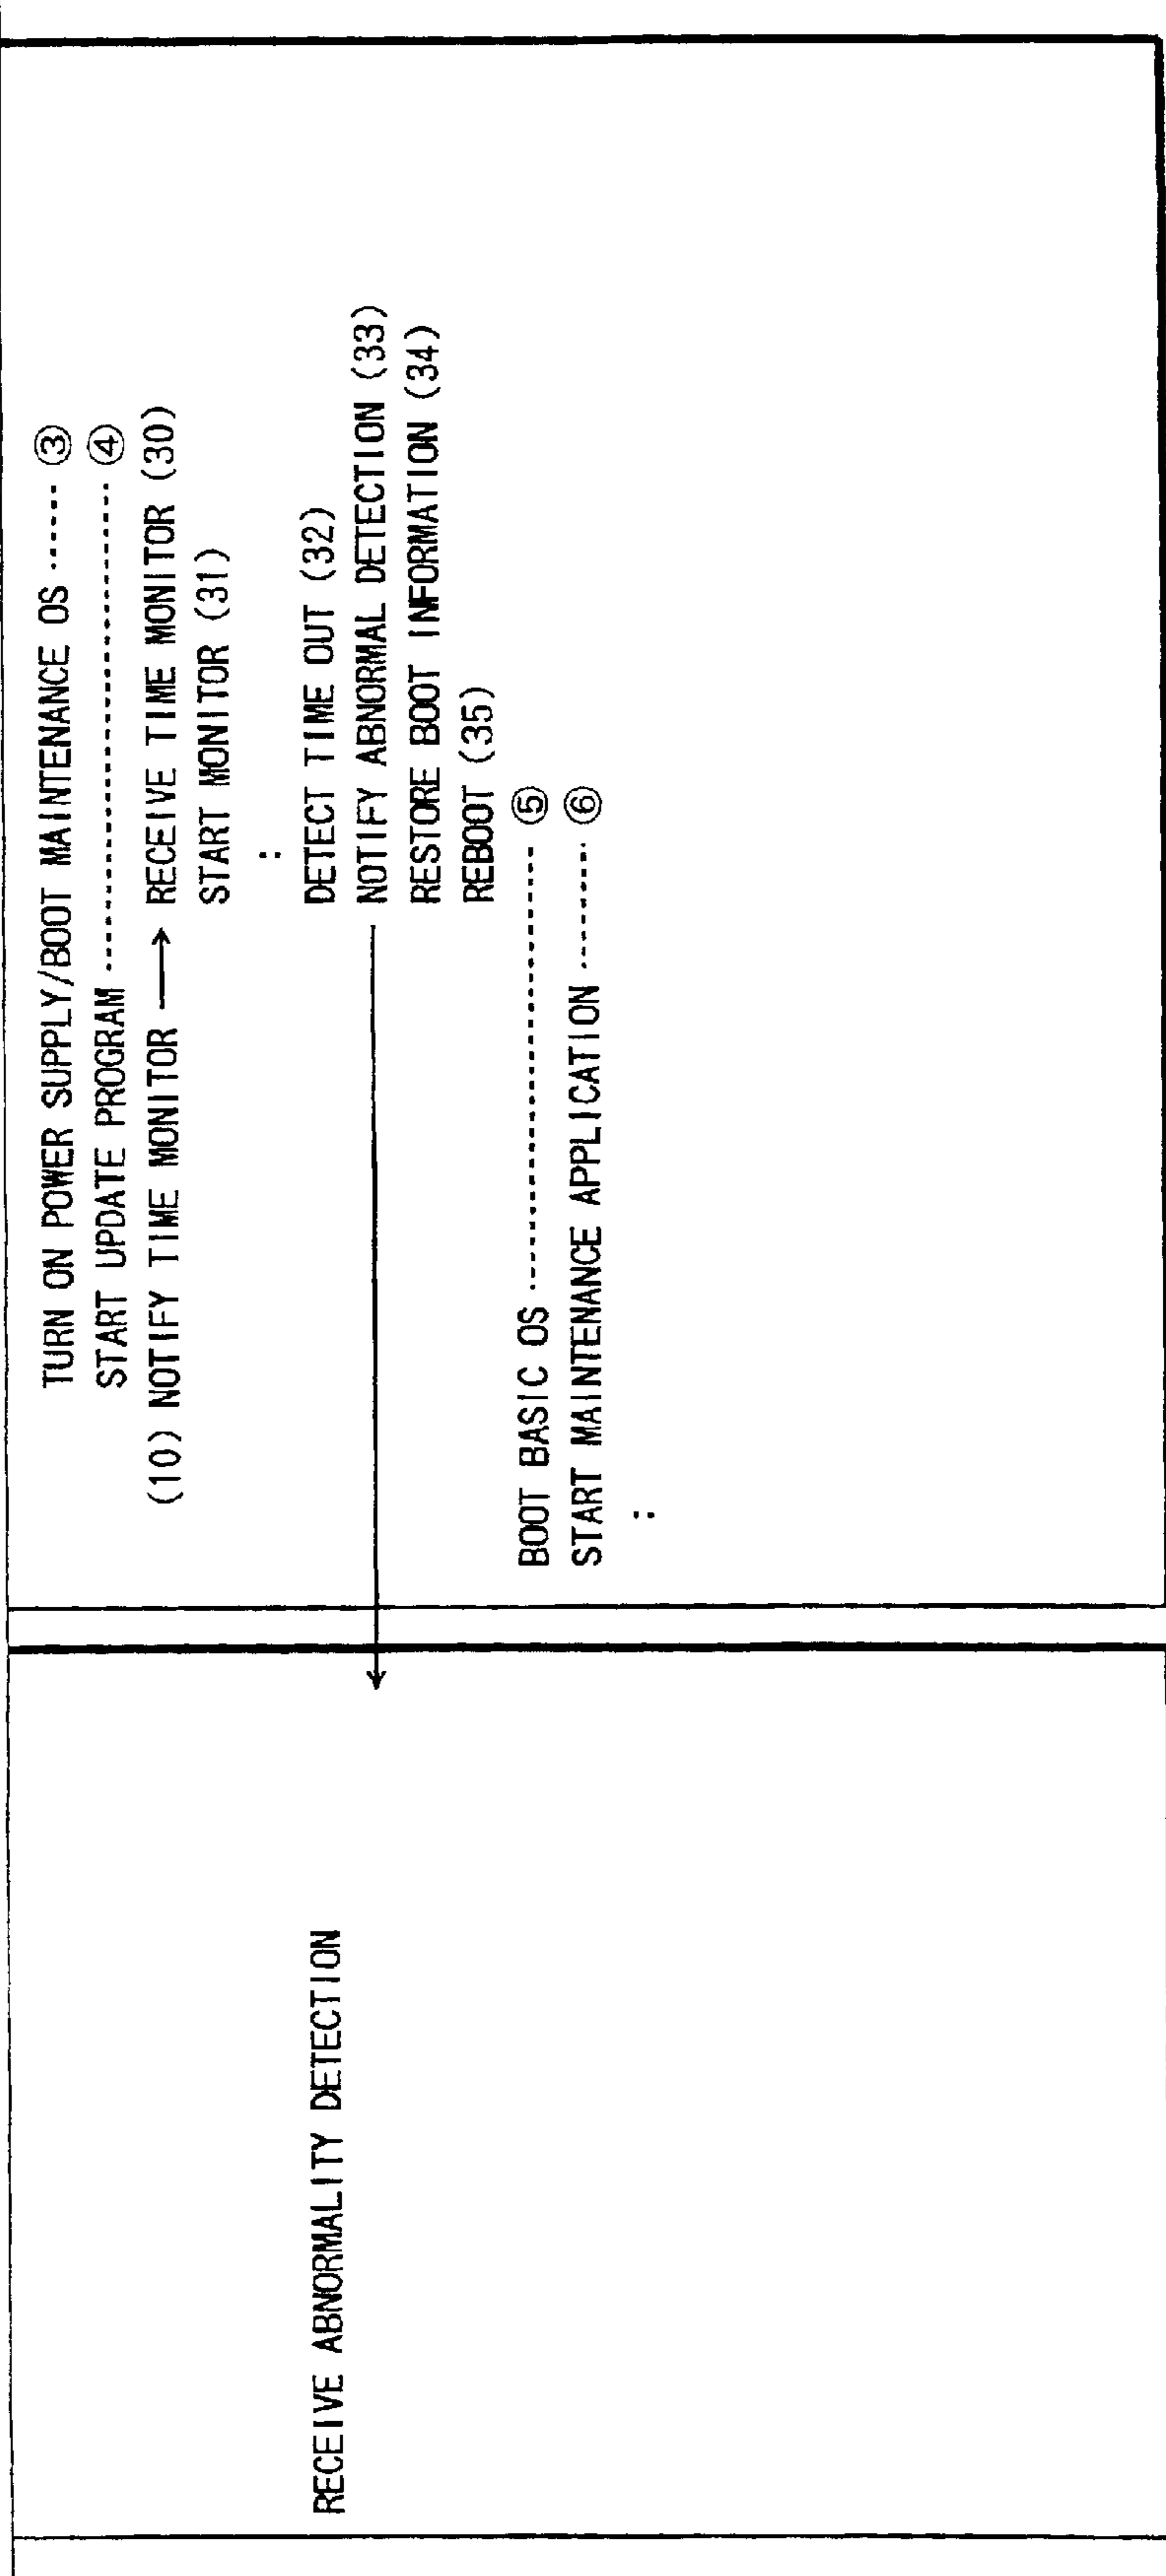 TURN ON POWER SUPPLY/BOOT MAINTENANCE OS ------ ③
START UPDATE PROGRAM ------------------------------ ④
(10) NOTIFY TIME MONITOR → RECEIVE TIME MONITOR (30)
START MONITOR (31)
:
DETECT TIME OUT (32)
RECEIVE ABNORMALITY DETECTION
NOTIFY ABNORMAL DETECTION (33)
RESTORE BOOT INFORMATION (34)
REBOOT (35)
BOOT BASIC OS ------------------------------ ⑤
START MAINTENANCE APPLICATION -------- ⑥
: